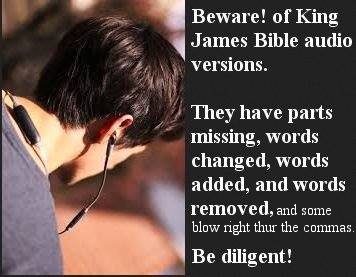 Beware! of King
James Bible audio
versions.
They have parts
missing, words
changed, words
added, and words
removed, and some
blow right thur the commas.
Be diligent!